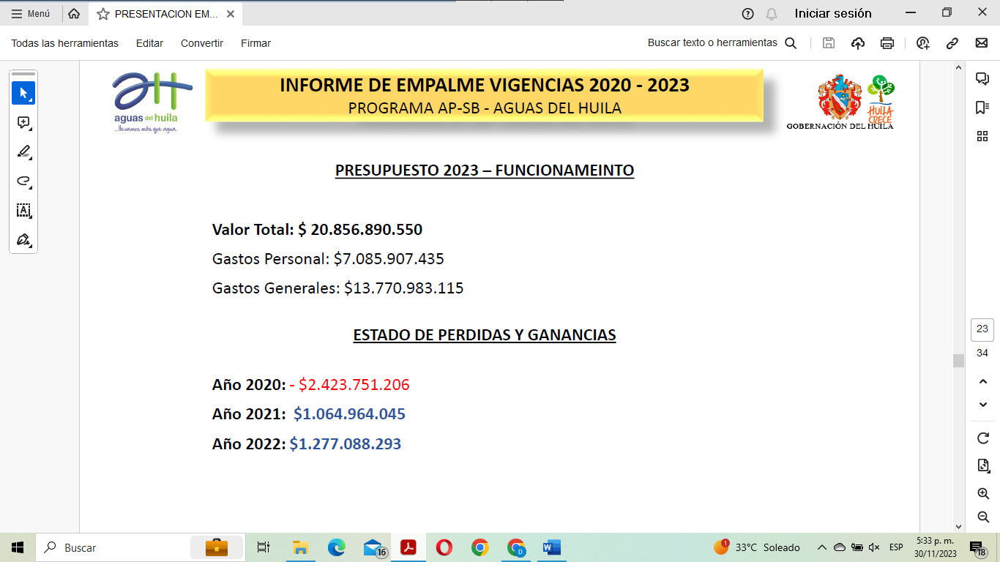 Menú
PRESENTACION EM...
Iniciar sesión
Todas las herramientas
Editar
Convertir
Firmar
Buscar texto o herramientas
aguas del huila
...llevamos más que agua.
INFORME DE EMPALME VIGENCIAS 2020 - 2023
PROGRAMA AP-SB - AGUAS DEL HUILA
HUILA
CRECE
GOBERNACIÓN DEL HUILA
PRESUPUESTO 2023 – FUNCIONAMEINTO
Valor Total: $ 20.856.890.550
Gastos Personal: $7.085.907.435
Gastos Generales: $13.770.983.115
ESTADO DE PERDIDAS Y GANANCIAS
Año 2020: - $2.423.751.206
Año 2021: $1.064.964.045
Año 2022: $1.277.088.293
23
34
Buscar
16
1
33°C Soleado
ESP
5:33 p. m.
30/11/2023
18